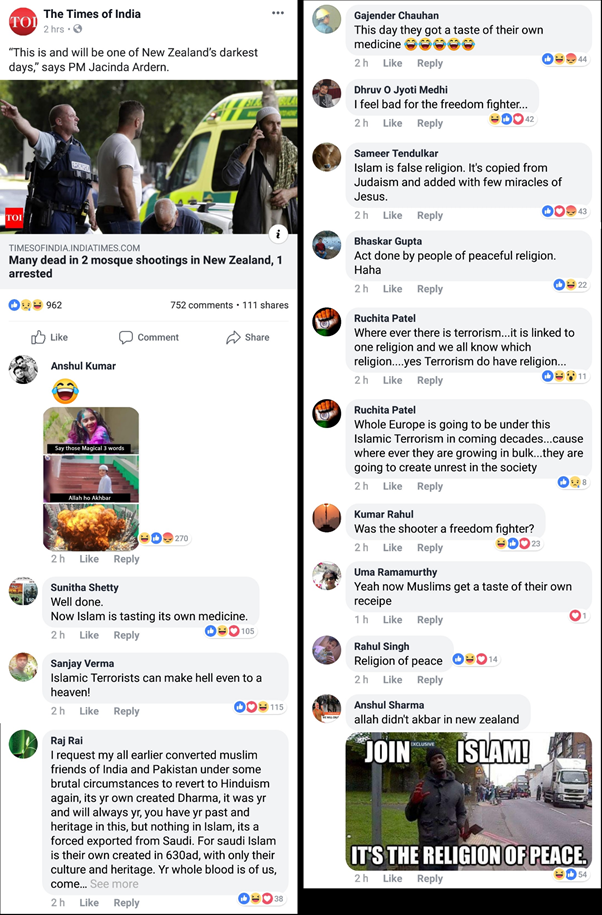 The Times of India
2 hrs
"This is and will be one of New Zealand's darkest
days," says PM Jacinda Ardern.
TOI
TIMESOFINDIA.INDIATIMES.COM
Many dead in 2 mosque shootings in New Zealand, 1
arrested
962
752 comments • 111 shares
Like Comment Share
Anshul Kumar
Say those Magical 3 words
Allah ho Akbar
270
2 h Like Reply
Sunitha Shetty
Well done.
Now Islam is tasting its own medicine.
105
2 h Like Reply
Sanjay Verma
Islamic Terrorists can make hell even to a
heaven!
115
2 h Like Reply
Raj Rai
I request my all earlier converted muslim
friends of India and Pakistan under some
brutal circumstances to revert to Hinduism
again, its yr own created Dharma, it was yr
and will always yr, you have yr past and
heritage in this, but nothing in Islam, its a
forced exported from Saudi. For saudi Islam
is their own created in 630ad, with only their
culture and heritage. Yr whole blood is of us,
come... See more
38
2 h Like Reply
Gajender Chauhan
This day they got a taste of their own
medicine 😂😂😂😂😂
44
2 h Like Reply
Dhruv O Jyoti Medhi
I feel bad for the freedom fighter...
42
2 h Like Reply
Sameer Tendulkar
Islam is false religion. It's copied from
Judaism and added with few miracles of
Jesus.
43
2 h Like Reply
Bhaskar Gupta
Act done by people of peaceful religion.
Haha
22
2 h Like Reply
Ruchita Patel
Where ever there is terrorism...it is linked to
one religion and we all know which
religion....yes Terrorism do have religion...
11
2 h Like Reply
Ruchita Patel
Whole Europe is going to be under this
Islamic Terrorism in coming decades...cause
where ever they are growing in bulk...they are
going to create unrest in the society
8
2 h Like Reply
Kumar Rahul
Was the shooter a freedom fighter?
23
2 h Like Reply
Uma Ramamurthy
Yeah now Muslims get a taste of their own
receipe
1
1 h Like Reply
Rahul Singh
Religion of peace
14
2 h Like Reply
Anshul Sharma
allah didn't akbar in new zealand
JOIN EXCLUSIVE ISLAM!
IT'S THE RELIGION OF PEACE.
54
2 h Like Reply